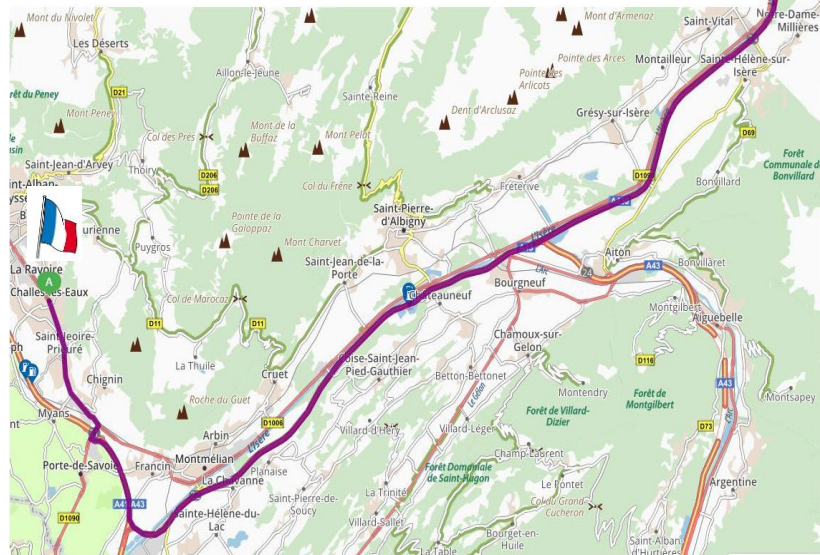 Mont du Nivolet
Les Déserts
Mont d'Armenaz
Saint-Vital
Notre-Dame-
Millières
Pointe des Arces
Montailleur
Sainte-Hélène-sur-
Isère
Aillon-le-Jeune
Sainte-Reine
Pointe des
Arlicots
D21
Mont Peney
Col des Prés
Mont de la
Buffaz
Mont Pelat
Dent d'Arclusaz
Grésy-sur-Isère
D69
Forêt
Communale de
Bonvillard
Saint-Jean-d'Arvey
Thoiry
D206
D206
Col du Frêne
Fréterive
Bonvillard
Saint-Pierre-
d'Albigny
Pointe de la
Galoppaz
Mont Charvet
Puygros
L'Isère
Aiton
Bonvillaret
La Ravoire
A
Challes-les-Eaux
Saint-Jean-de-la-
Porte
24
A43
Châteauneuf
Bourgneuf
L'Arc
Col de Marocaz
Montgilbert
Aiguebelle
Saint-Jeoire-
Prieuré
D11
D11
Chamoux-sur-
Gelon
La Thuile
Coise-Saint-Jean-
Pied-Gauthier
D116
Chignin
Cruet
Betton-Bettonet
Le Gelon
Montendry
Forêt de
Montgilbert
A43
Montsapey
Roche du Guet
Forêt de Villard-
Dizier
L'Arc
Myans
D1006
Arbin
L'Isère
Villard-d'Héry
Villard-Léger
D73
Porte-de-Savoie
Francin
Montmélian
Planaise
Champ-Laurent
La Chavanne
Forêt Domaniale
de Saint-Hugon
Le Pontet
Argentine
A43
Saint-Pierre-de-
Soucy
La Trinité
Col du Grand
Cucheron
Sainte-Hélène-du-
Lac
D1090
Villard-Sallet
Bourget-en-
Huile
Saint-Alban-
d'Hurtières
La Table